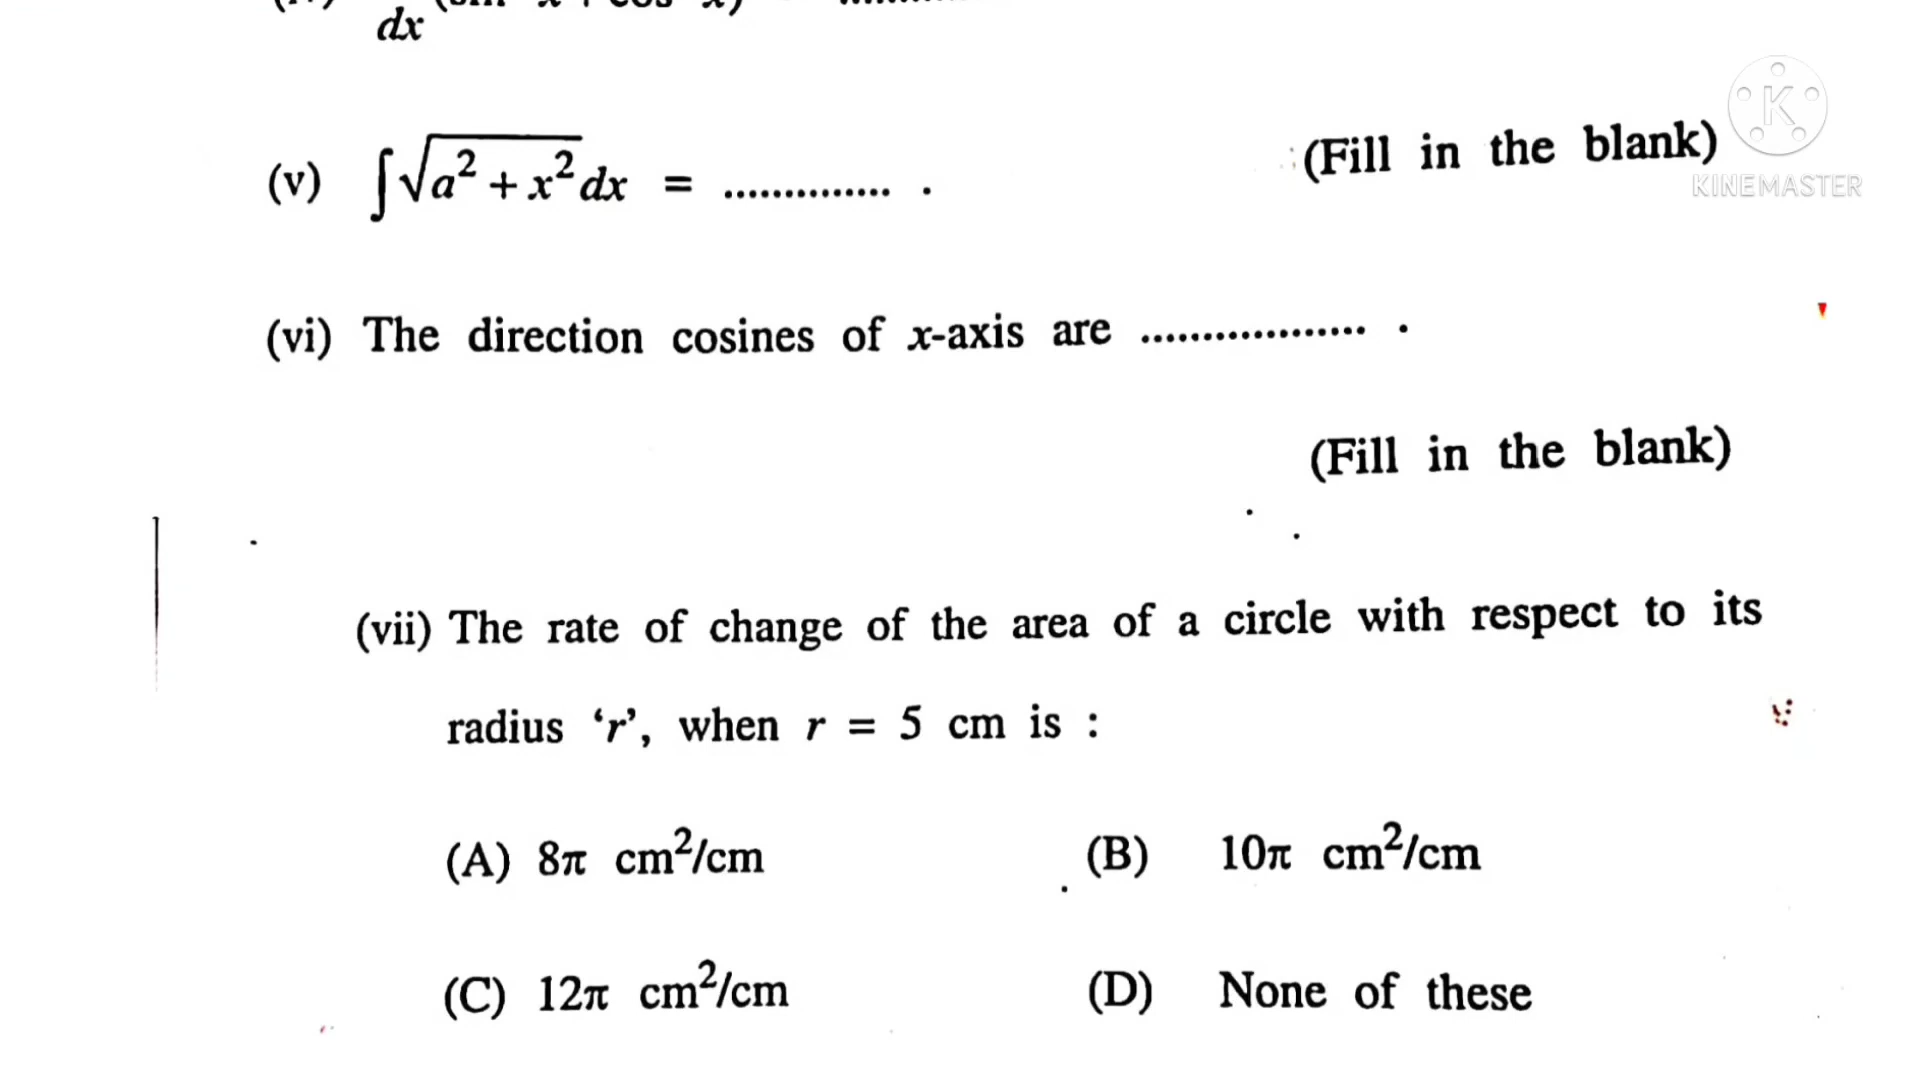 dx
(v) ∫√a² + x² dx = .............. . (Fill in the blank)
KINEMASTER
(vi) The direction cosines of x-axis are .................. .
(Fill in the blank)
(vii) The rate of change of the area of a circle with respect to its
radius ‘r’, when r = 5 cm is :
(A) 8π cm²/cm (B) 10π cm²/cm
(C) 12π cm²/cm (D) None of these